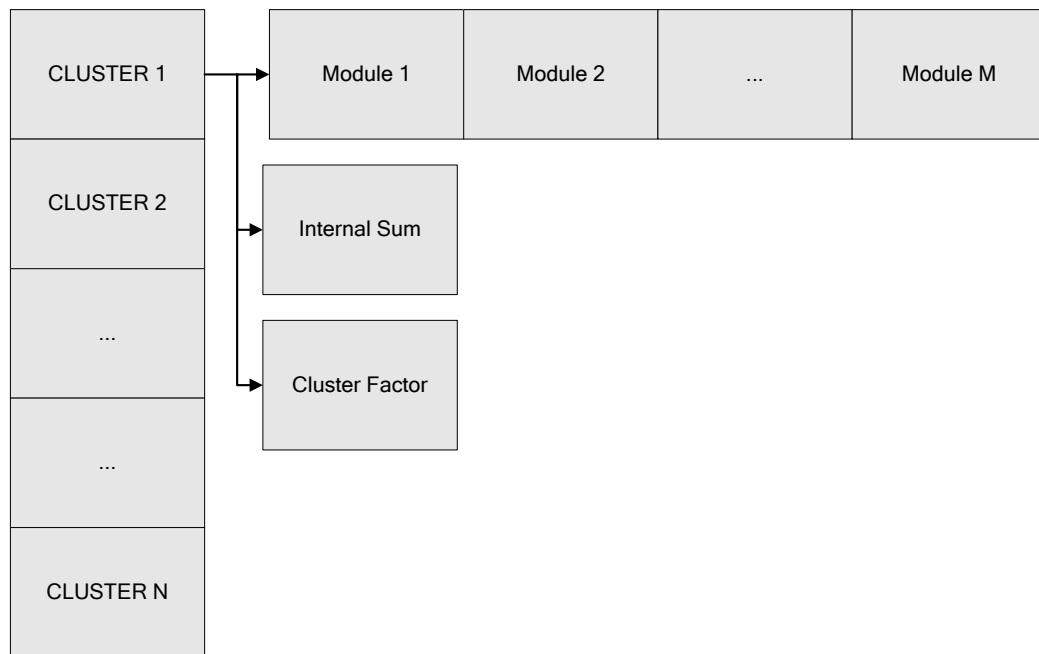 CLUSTER 1
Module 1
Module 2
...
Module M
CLUSTER 2
Internal Sum
...
Cluster Factor
...
CLUSTER N